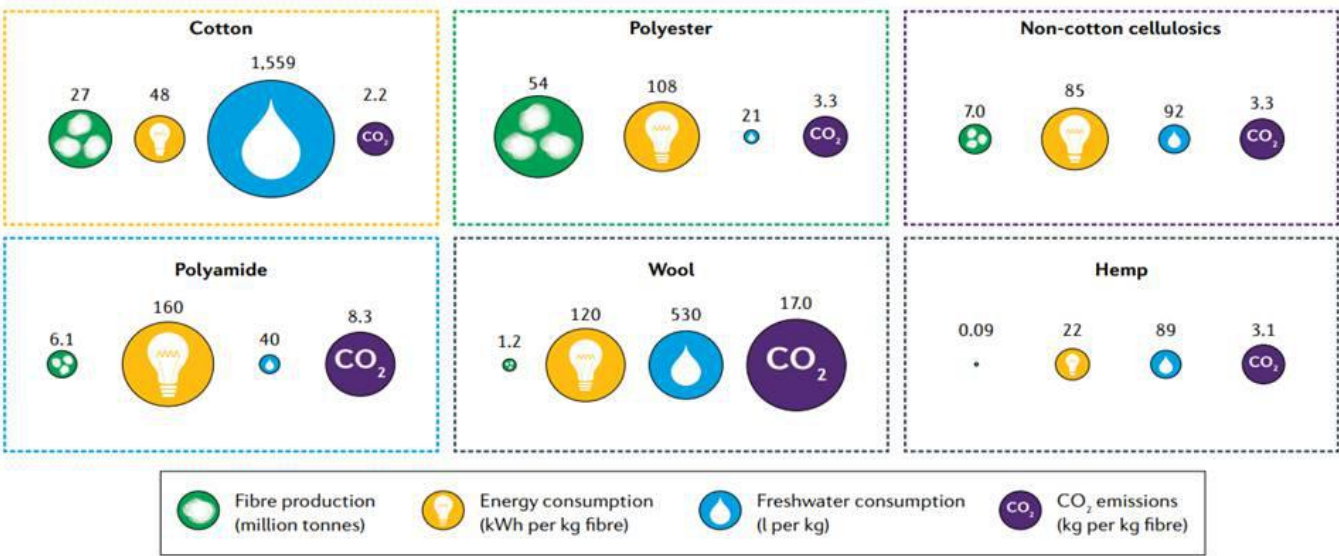 Cotton
1,559
27
48
2.2
CO₂
Polyester
54
108
21
3.3
CO₂
Non-cotton cellulosics
7.0
85
92
3.3
CO₂
Polyamide
6.1
160
40
8.3
CO₂
Wool
1.2
120
530
17.0
CO₂
Hemp
0.09
22
89
3.1
CO₂
Fibre production
(million tonnes)
Energy consumption
(kWh per kg fibre)
Freshwater consumption
(l per kg)
CO₂
CO₂ emissions
(kg per kg fibre)